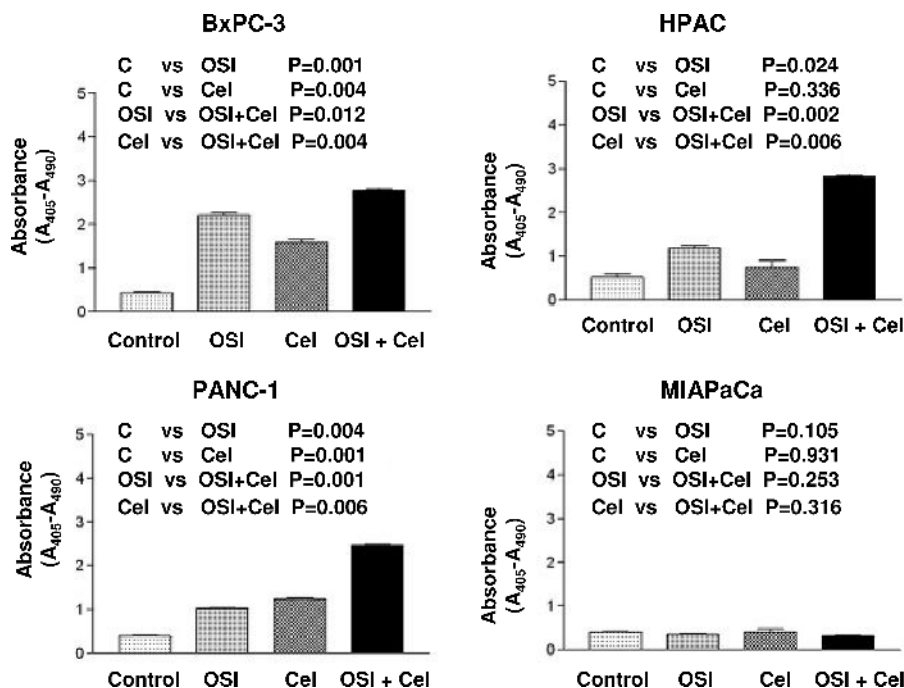 BxPC-3
C vs OSI P=0.001
C vs Cel P=0.004
OSI vs OSI+Cel P=0.012
Cel vs OSI+Cel P=0.004
Absorbance
(A405-A490)
5
4
3
2
1
0
Control OSI Cel OSI + Cel
HPAC
C vs OSI P=0.024
C vs Cel P=0.336
OSI vs OSI+Cel P=0.002
Cel vs OSI+Cel P=0.006
Absorbance
(A405-A490)
5
4
3
2
1
0
Control OSI Cel OSI + Cel
PANC-1
C vs OSI P=0.004
C vs Cel P=0.001
OSI vs OSI+Cel P=0.001
Cel vs OSI+Cel P=0.006
Absorbance
(A405-A490)
5
4
3
2
1
0
Control OSI Cel OSI + Cel
MIAPaCa
C vs OSI P=0.105
C vs Cel P=0.931
OSI vs OSI+Cel P=0.253
Cel vs OSI+Cel P=0.316
Absorbance
(A405-A490)
5
4
3
2
1
0
Control OSI Cel OSI + Cel